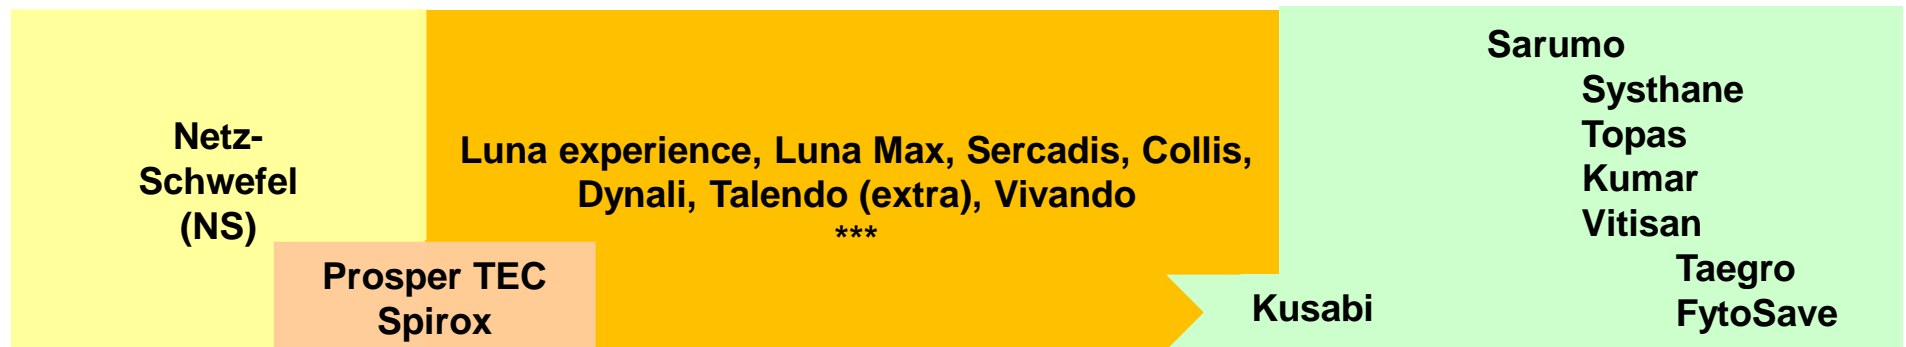 Netz-
Schwefel
(NS)
Prosper TEC
Spirox
Luna experience, Luna Max, Sercadis, Collis,
Dynali, Talendo (extra), Vivando
***
Kusabi
Sarumo
Systhane
Topas
Kumar
Vitisan
Taegro
FytoSave